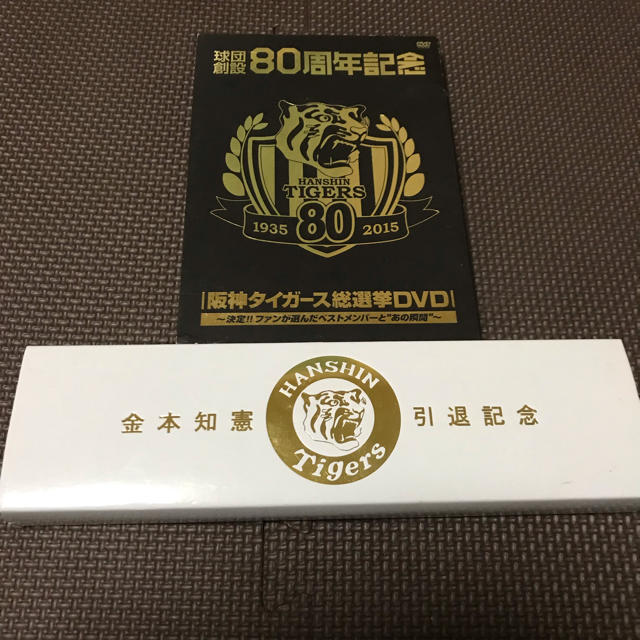 球団創設 80周年記念
DVD
HANSHIN
TIGERS
1935 80 2015
阪神タイガース総選挙DVD
〜決定!!ファンが選んだベストメンバーと"あの瞬間"〜
HANSHIN
金本知憲 引退記念
Tigers